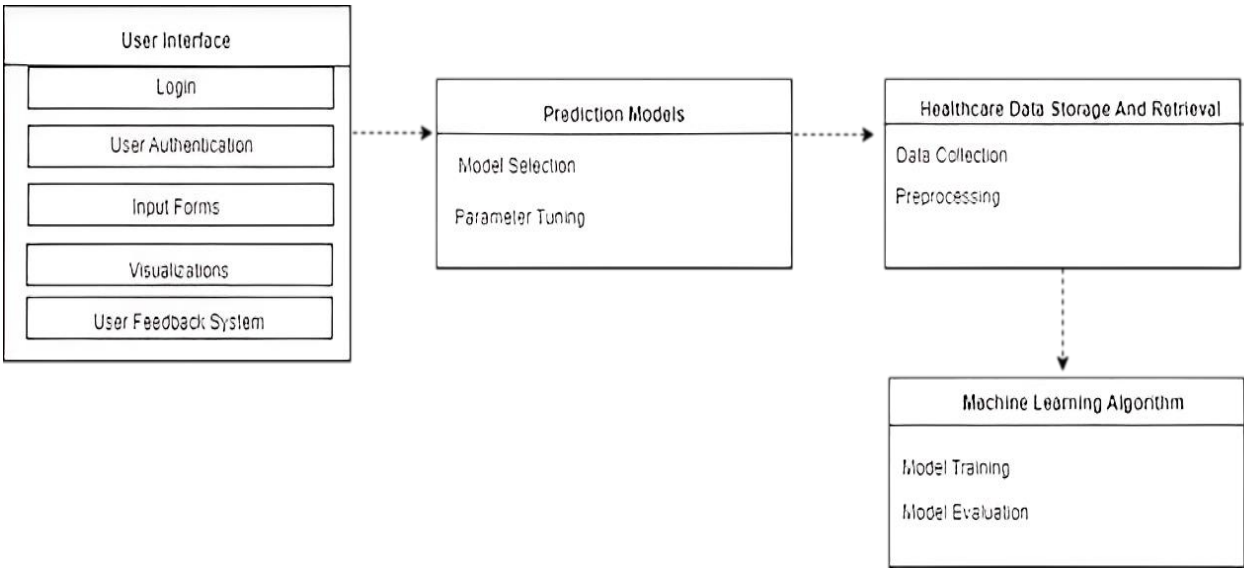 User Interface
Login
User Authentication
Input Forms
Visualizations
User Feedback System
Prediction Models
Model Selection
Parameter Tuning
Healthcare Data Storage And Retrieval
Data Collection
Preprocessing
Machine Learning Algorithm
Model Training
Model Evaluation